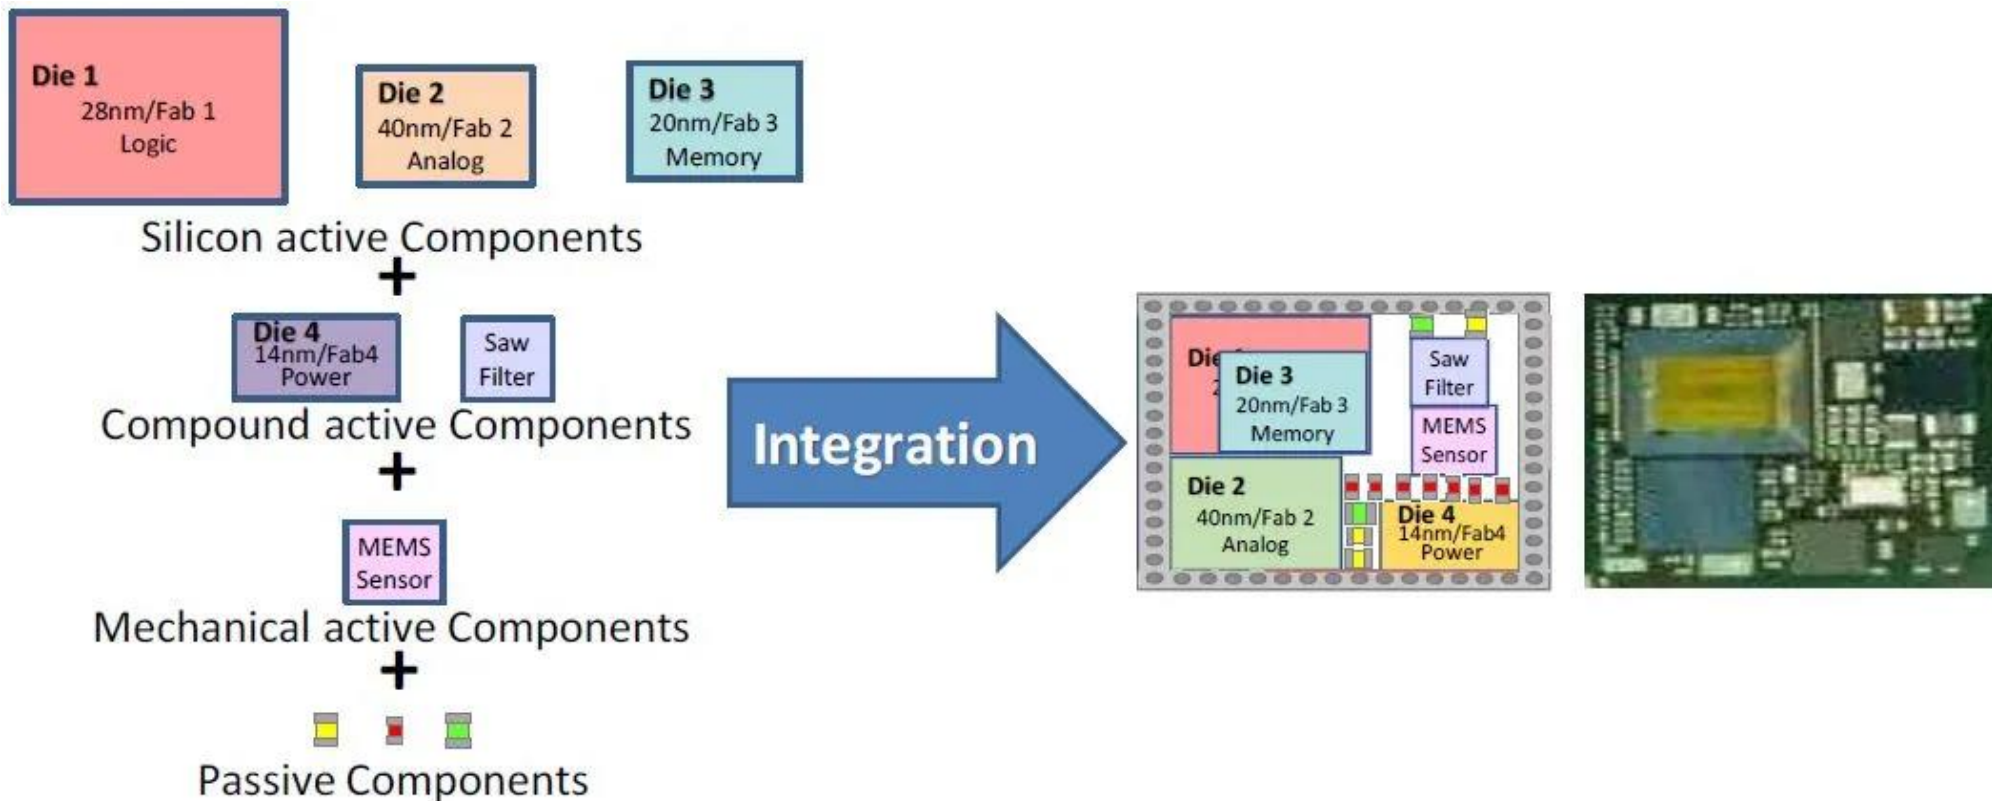 Die 1
28nm/Fab 1
Logic
Die 2
40nm/Fab 2
Analog
Die 3
20nm/Fab 3
Memory
Silicon active Components
+
Die 4
14nm/Fab4
Power
Saw
Filter
Compound active Components
+
MEMS
Sensor
Mechanical active Components
+
Passive Components
Integration
Die
2
Die 3
20nm/Fab 3
Memory
Saw
Filter
MEMS
Sensor
Die 2
40nm/Fab 2
Analog
Die 4
14nm/Fab4
Power